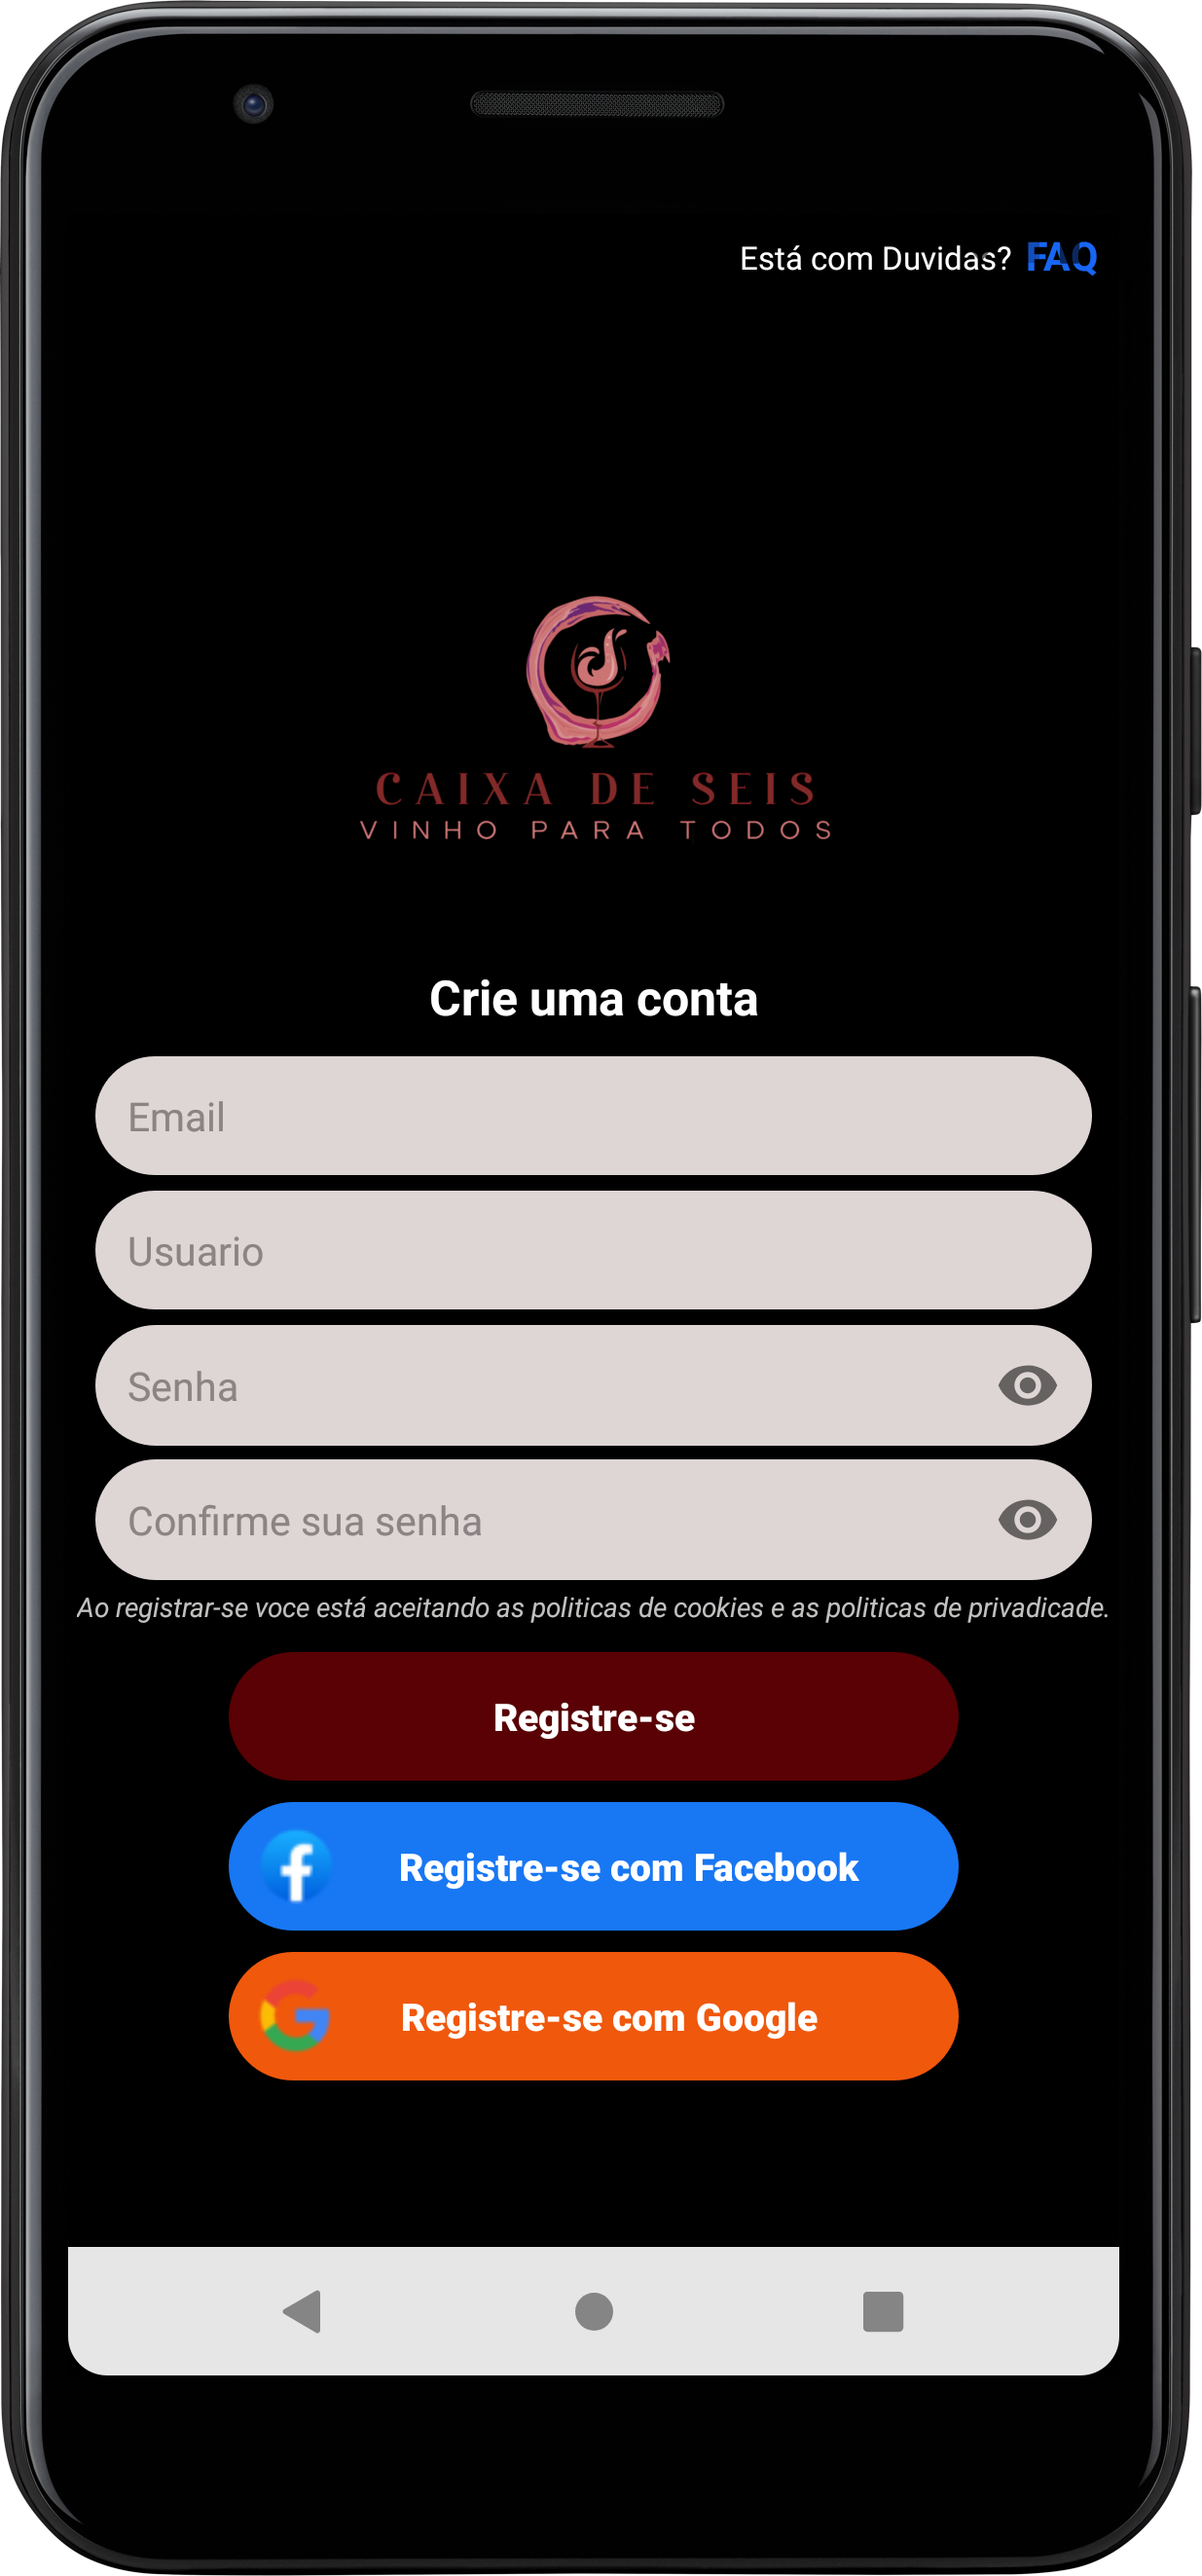 Está com Duvidas? FAQ
CAIXA DE SEIS
VINHO PARA TODOS
Crie uma conta
Email
Usuario
Senha
Confirme sua senha
Ao registrar-se voce está aceitando as politicas de cookies e as politicas de privadicade.
Registre-se
Registre-se com Facebook
Registre-se com Google